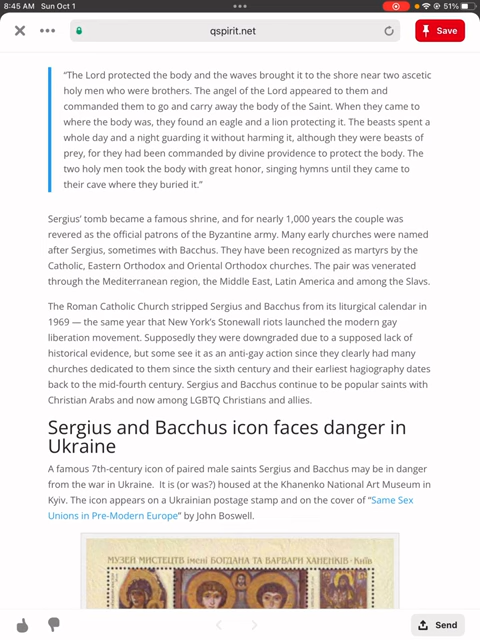 8:45 AM Sun Oct 1
51%
qspirit.net
Save
“The Lord protected the body and the waves brought it to the shore near two ascetic
holy men who were brothers. The angel of the Lord appeared to them and
commanded them to go and carry away the body of the Saint. When they came to
where the body was, they found an eagle and a lion protecting it. The beasts spent a
whole day and a night guarding it without harming it, although they were beasts of
prey, for they had been commanded by divine providence to protect the body. The
two holy men took the body with great honor, singing hymns until they came to
their cave where they buried it.”
Sergius’ tomb became a famous shrine, and for nearly 1,000 years the couple was
revered as the official patrons of the Byzantine army. Many early churches were named
after Sergius, sometimes with Bacchus. They have been recognized as martyrs by the
Catholic, Eastern Orthodox and Oriental Orthodox churches. The pair was venerated
through the Mediterranean region, the Middle East, Latin America and among the Slavs.
The Roman Catholic Church stripped Sergius and Bacchus from its liturgical calendar in
1969 — the same year that New York’s Stonewall riots launched the modern gay
liberation movement. Supposedly they were downgraded due to a supposed lack of
historical evidence, but some see it as an anti-gay action since they clearly had many
churches dedicated to them since the sixth century and their earliest hagiography dates
back to the mid-fourth century. Sergius and Bacchus continue to be popular saints with
Christian Arabs and now among LGBTQ Christians and allies.
Sergius and Bacchus icon faces danger in
Ukraine
A famous 7th-century icon of paired male saints Sergius and Bacchus may be in danger
from the war in Ukraine. It is (or was?) housed at the Khanenko National Art Museum in
Kyiv. The icon appears on a Ukrainian postage stamp and on the cover of “Same Sex
Unions in Pre-Modern Europe” by John Boswell.
МУЗЕЙ МИСТЕЦТВ імені БОГДАНА ТА ВАРВАРИ ХАНЕНКІВ · Київ
Send